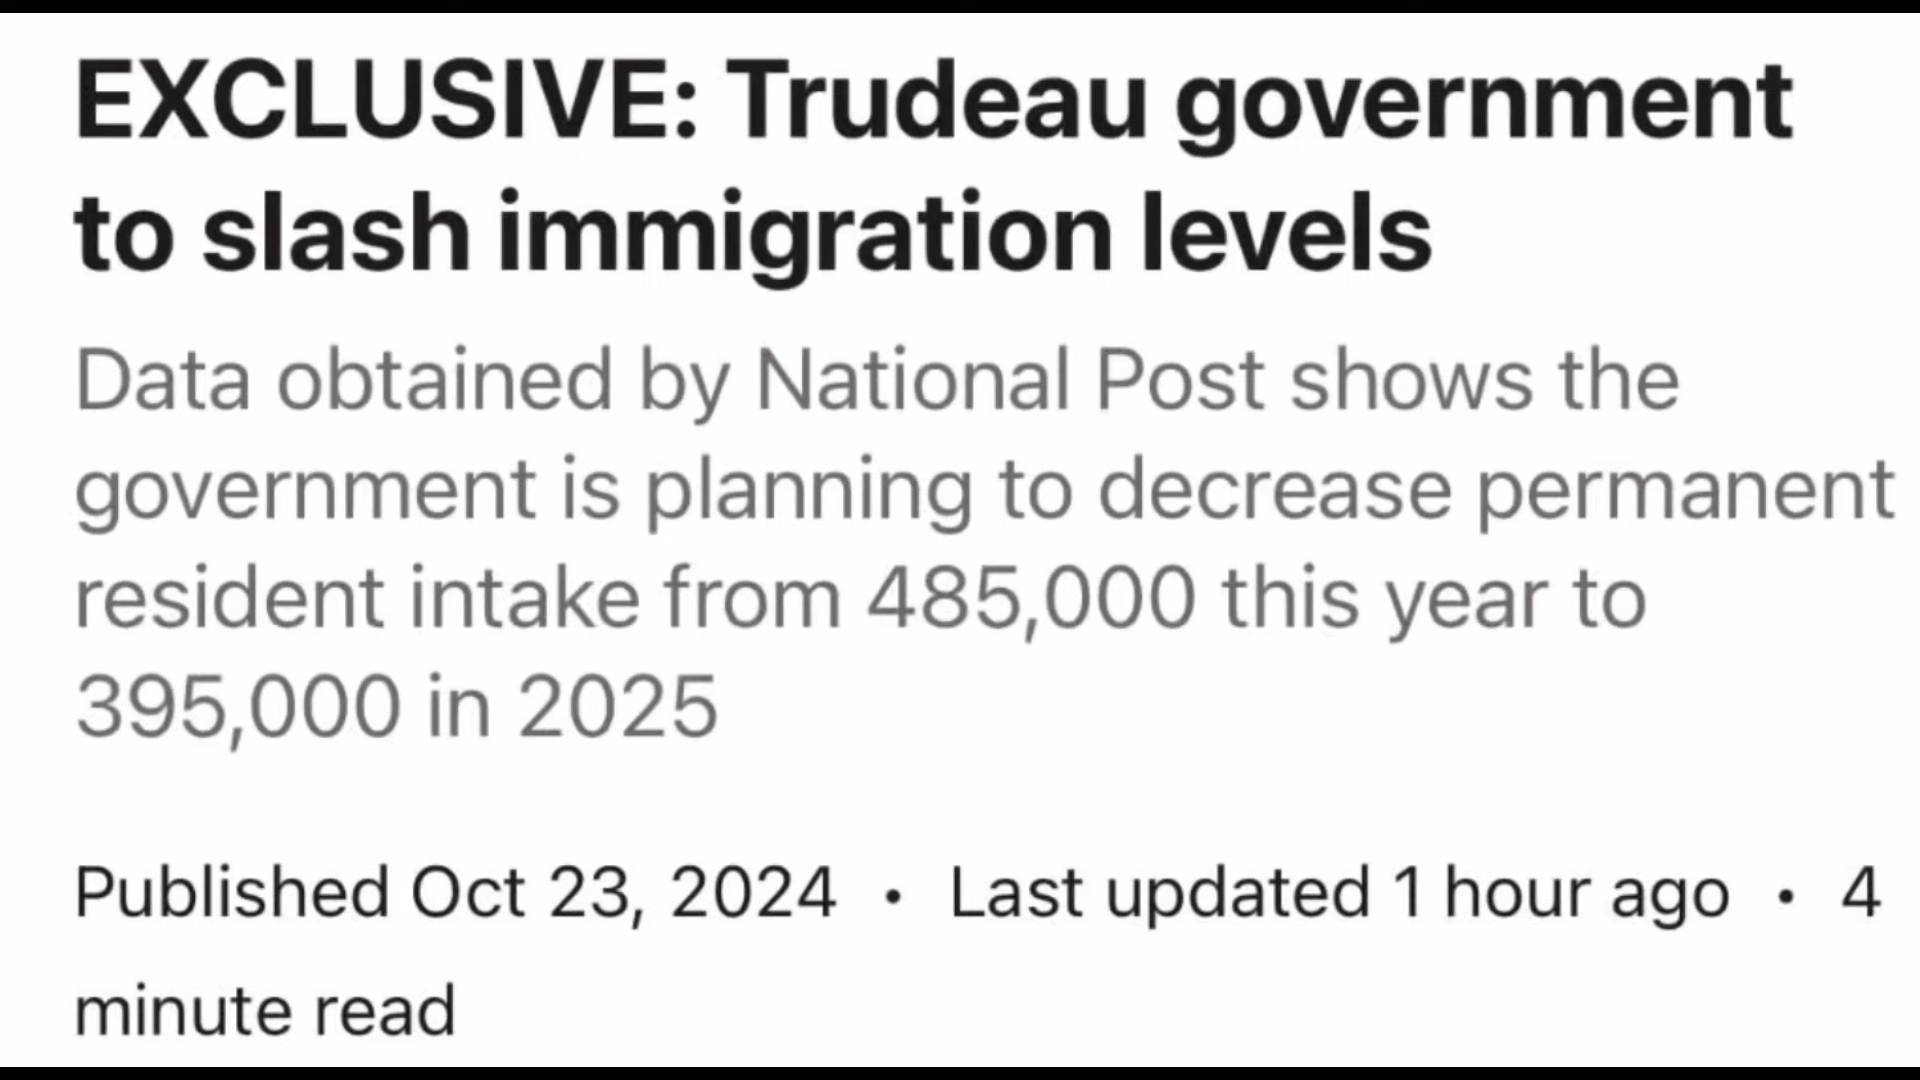 EXCLUSIVE: Trudeau government
to slash immigration levels
Data obtained by National Post shows the
government is planning to decrease permanent
resident intake from 485,000 this year to
395,000 in 2025
Published Oct 23, 2024 • Last updated 1 hour ago • 4
minute read